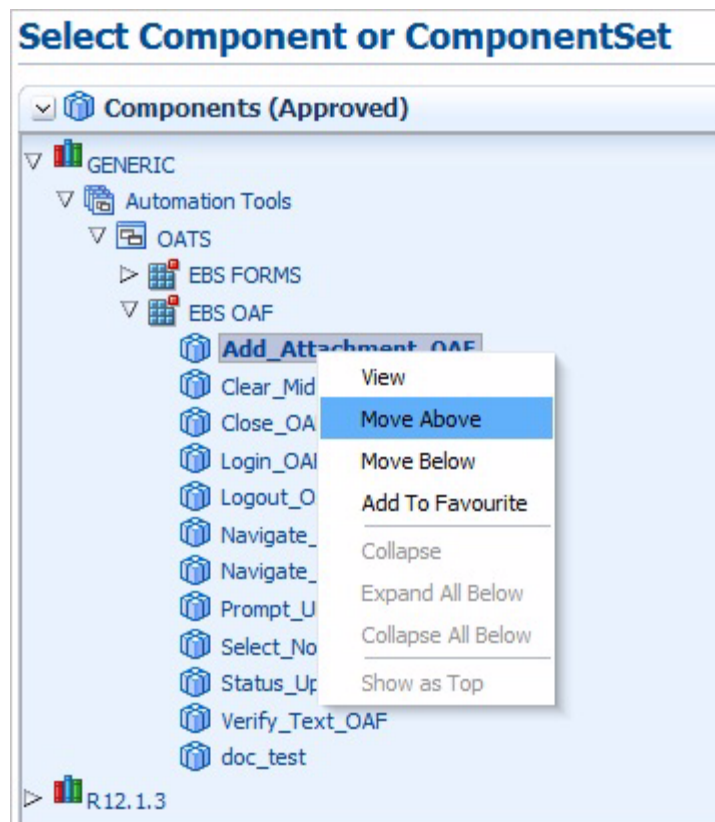 Select Component or ComponentSet
Components (Approved)
GENERIC
Automation Tools
OATS
EBS FORMS
EBS OAF
Add_Attachment_OAF
Clear_Mid
Close_OA
Login_OA
Logout_O
Navigate_
Navigate_
Prompt_U
Select_No
Status_Up
Verify_Text_OAF
doc_test
R12.1.3
View
Move Above
Move Below
Add To Favourite
Collapse
Expand All Below
Collapse All Below
Show as Top